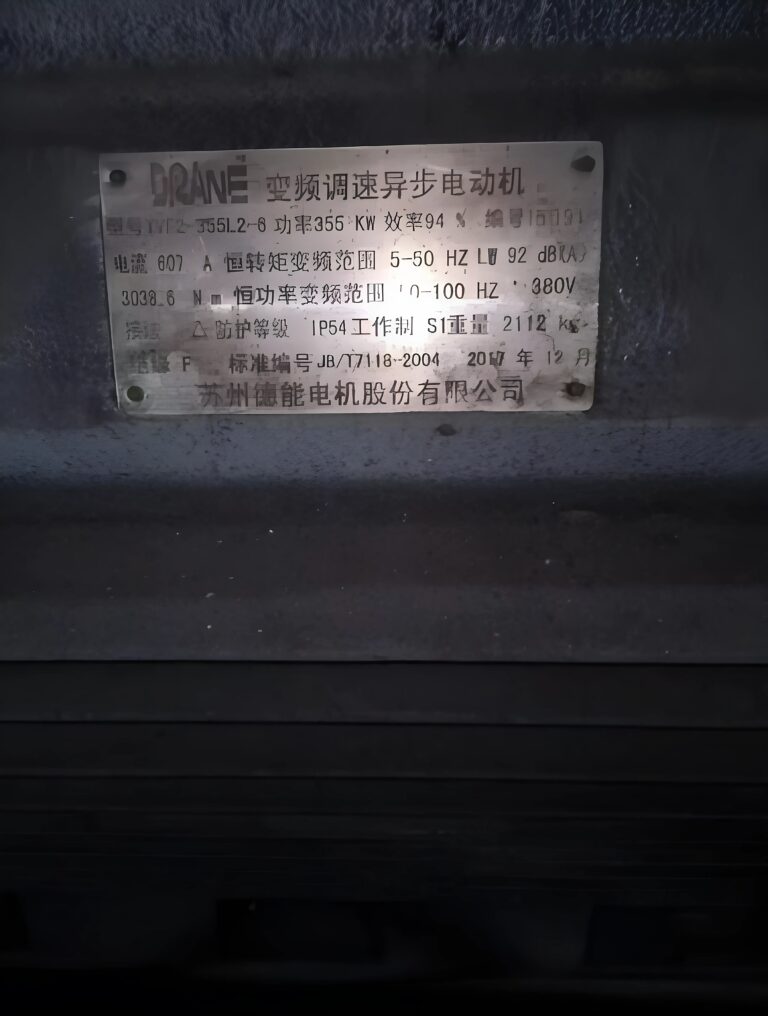 DRANE 变频调速异步电动机
型号 355L2-6 功率355 KW 效率94 % 编号
电流 607 A 恒转矩变频范围 5-50 HZ LW 92 dB(A)
3038.6 N m 恒功率变频范围 0-100 HZ 380V
接法 △ 防护等级 IP54 工作制 S1 重量 2112 kg
绝缘 F 标准编号 JB/T7118-2004 2017 年 12 月
苏州德能电机股份有限公司